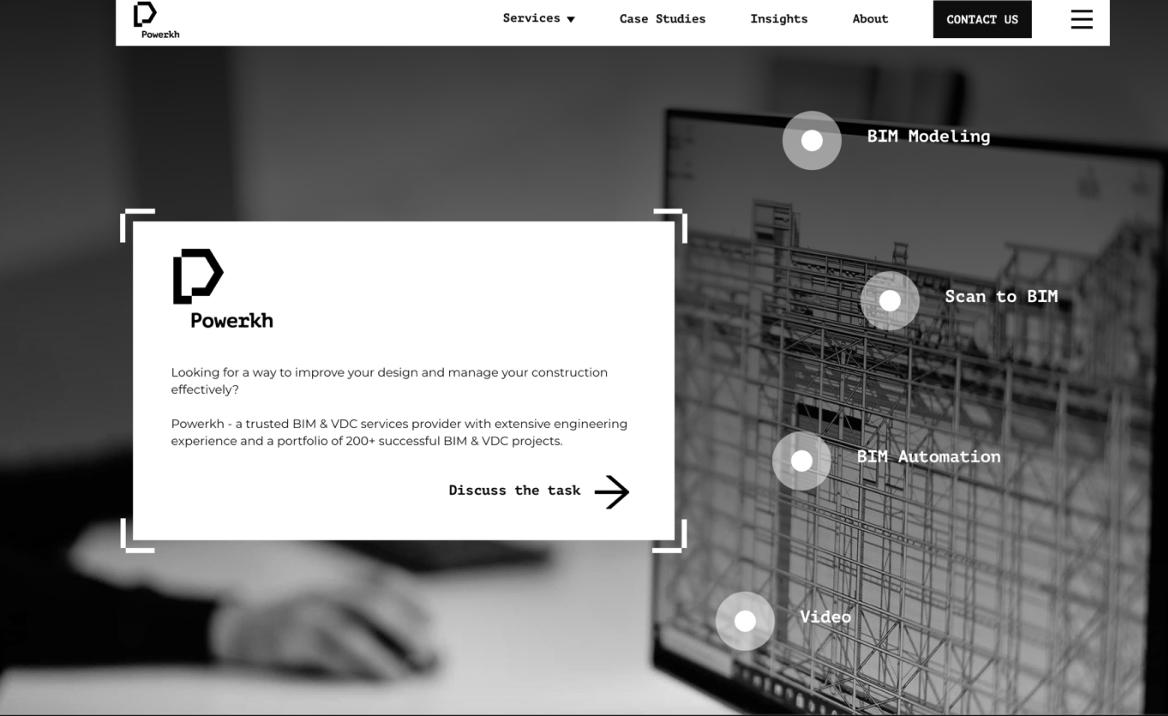 Powerkh
Services
Case Studies
Insights
About
CONTACT US
BIM Modeling
Scan to BIM
Powerkh
Looking for a way to improve your design and manage your construction
effectively?
Powerkh - a trusted BIM & VDC services provider with extensive engineering
experience and a portfolio of 200+ successful BIM & VDC projects.
Discuss the task
BIM Automation
Video